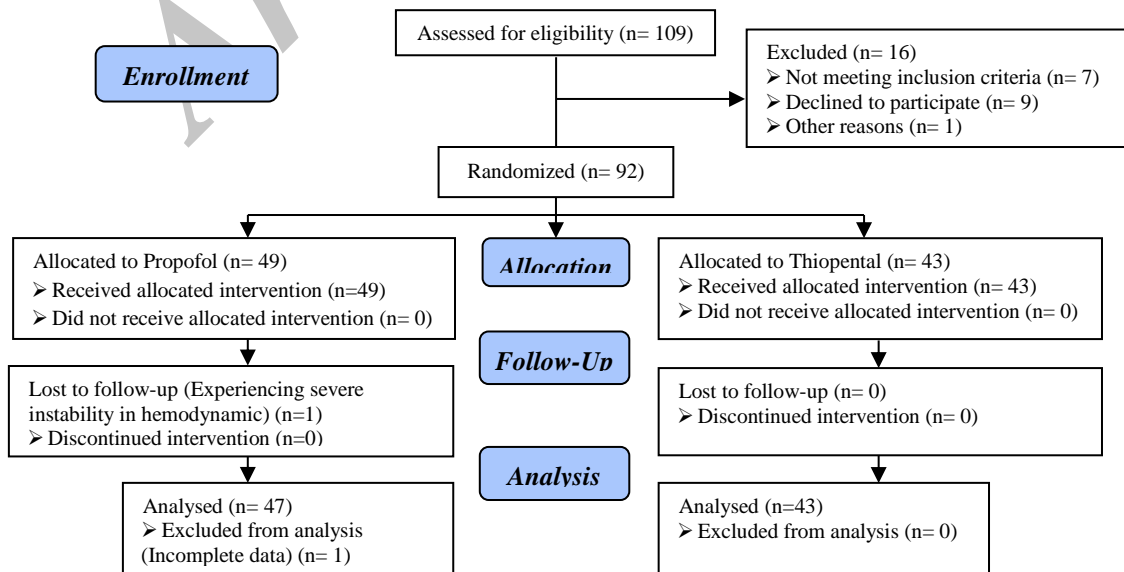 Assessed for eligibility (n= 109)
Enrollment
Excluded (n= 16)
➤ Not meeting inclusion criteria (n= 7)
➤ Declined to participate (n= 9)
➤ Other reasons (n= 1)
Randomized (n= 92)
Allocated to Propofol (n= 49)
➤ Received allocated intervention (n=49)
➤ Did not receive allocated intervention (n= 0)
Allocation
Allocated to Thiopental (n= 43)
➤ Received allocated intervention (n= 43)
➤ Did not receive allocated intervention (n= 0)
Follow-Up
Lost to follow-up (Experiencing severe
instability in hemodynamic) (n=1)
➤ Discontinued intervention (n=0)
Lost to follow-up (n= 0)
➤ Discontinued intervention (n= 0)
Analysis
Analysed (n= 47)
➤ Excluded from analysis
(Incomplete data) (n= 1)
Analysed (n=43)
➤ Excluded from analysis (n= 0)